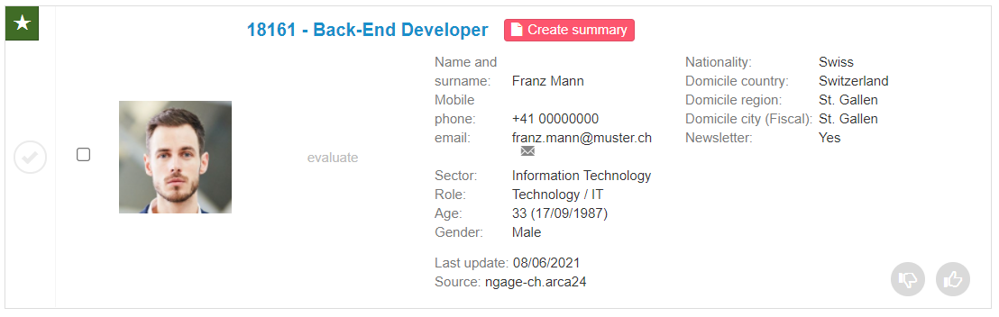 18161 - Back-End Developer
Create summary
evaluate
Name and
surname: Franz Mann
Mobile
phone: +41 00000000
email: franz.mann@muster.ch
Sector: Information Technology
Role: Technology / IT
Age: 33 (17/09/1987)
Gender: Male
Last update: 08/06/2021
Source: ngage-ch.arca24
Nationality: Swiss
Domicile country: Switzerland
Domicile region: St. Gallen
Domicile city (Fiscal): St. Gallen
Newsletter: Yes